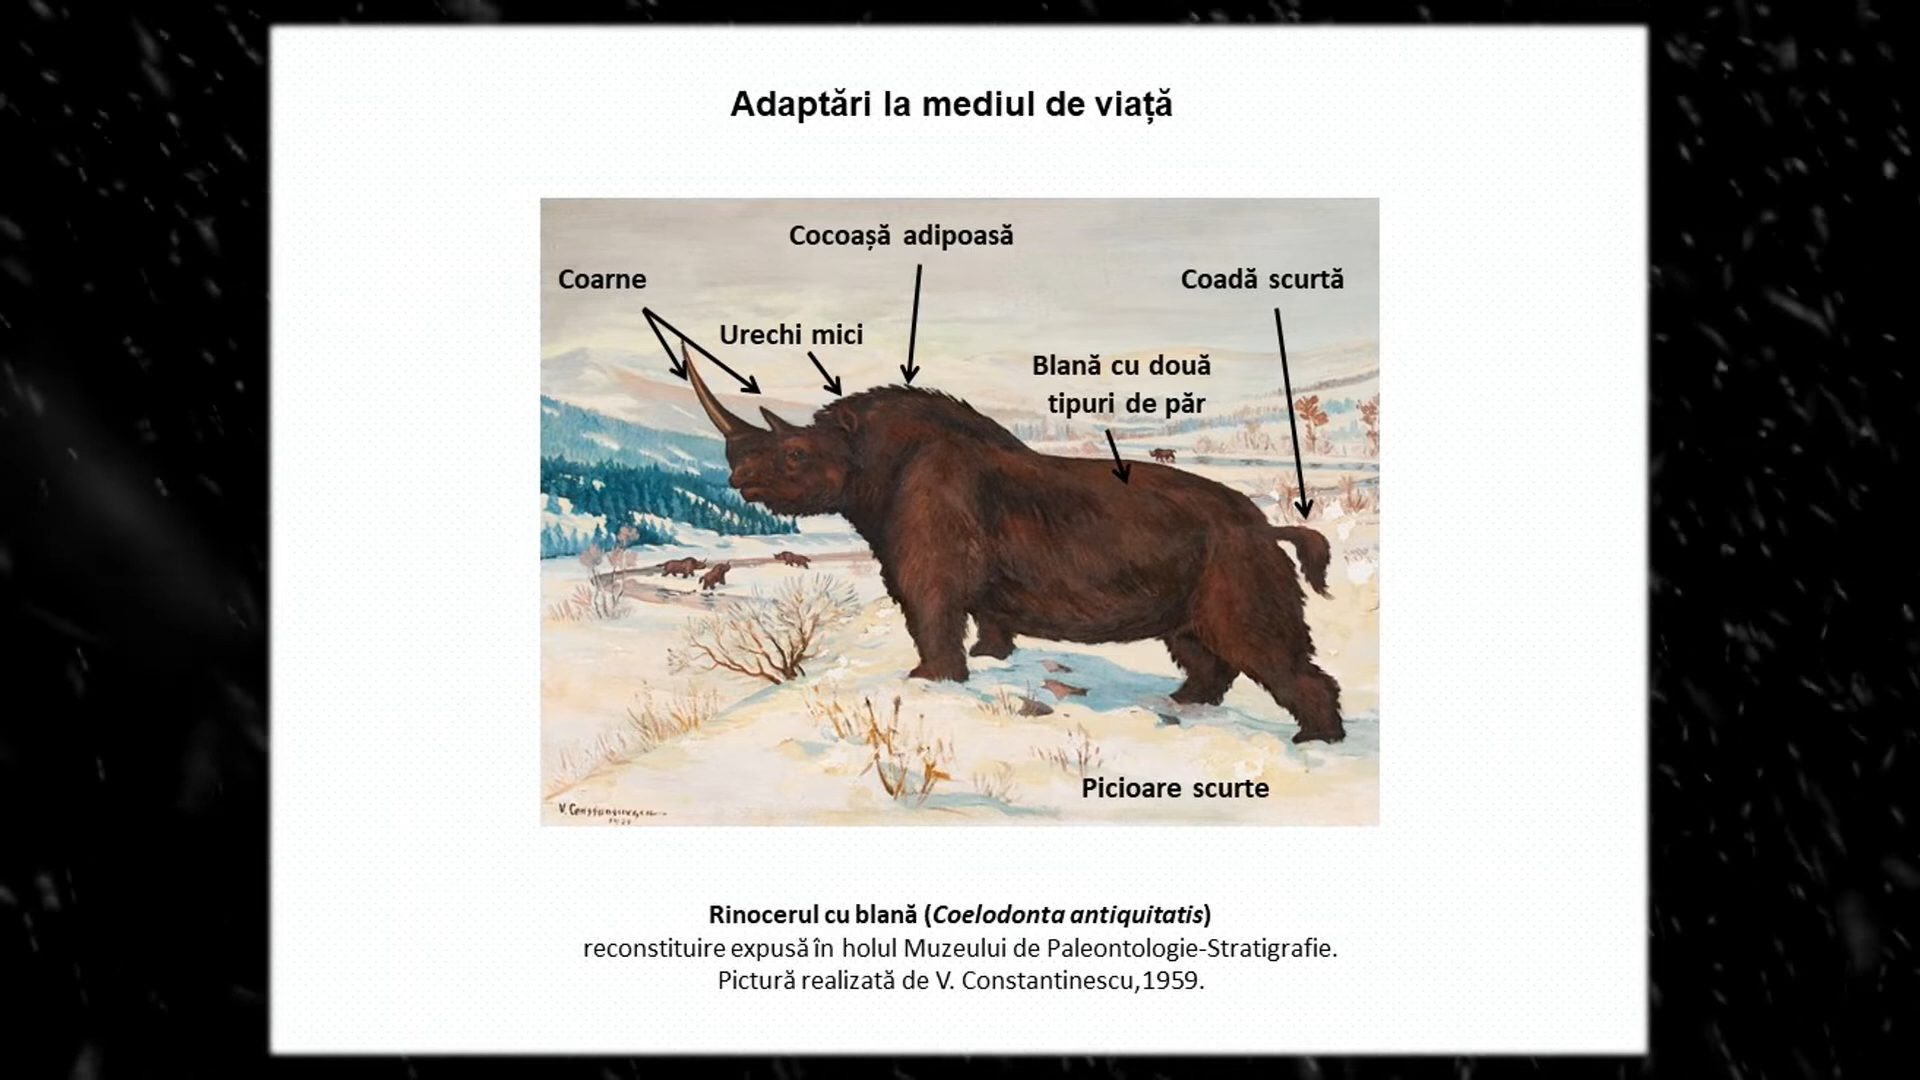 Adaptări la mediul de viață
Cocoașă adipoasă
Coarne
Coadă scurtă
Urechi mici
Blană cu două
tipuri de păr
Picioare scurte
V. Constantinescu
Rinocerul cu blană (Coelodonta antiquitatis)
reconstituire expusă în holul Muzeului de Paleontologie-Stratigrafie.
Pictură realizată de V. Constantinescu,1959.